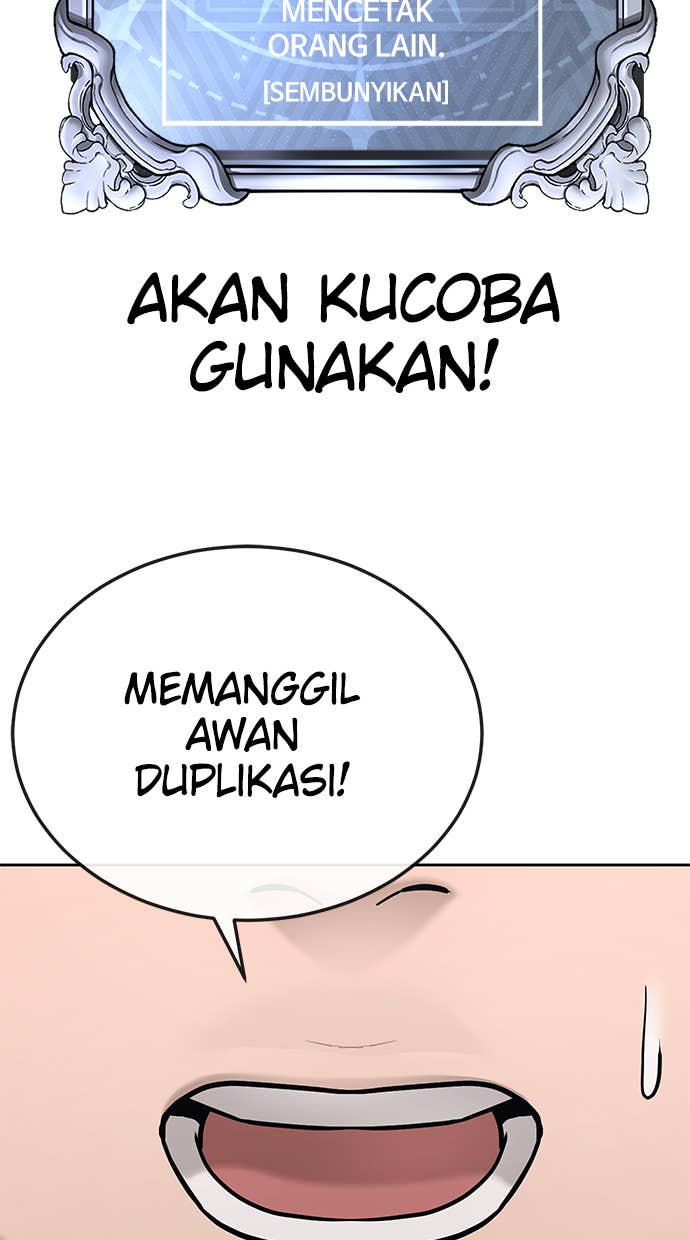 MENCETAK
ORANG LAIN.
[SEMBUNYIKAN]
AKAN KUCOBA
GUNAKAN!
MEMANGGIL
AWAN
DUPLIKASI!